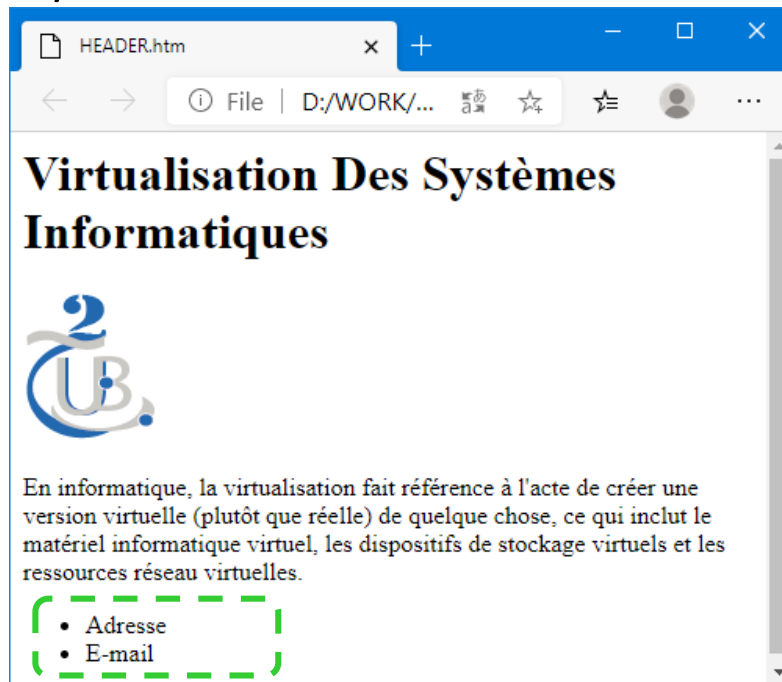 HEADER.htm
File | D:/WORK/...
Virtualisation Des Systèmes
Informatiques
2
UB
En informatique, la virtualisation fait référence à l'acte de créer une
version virtuelle (plutôt que réelle) de quelque chose, ce qui inclut le
matériel informatique virtuel, les dispositifs de stockage virtuels et les
ressources réseau virtuelles.
• Adresse
• E-mail